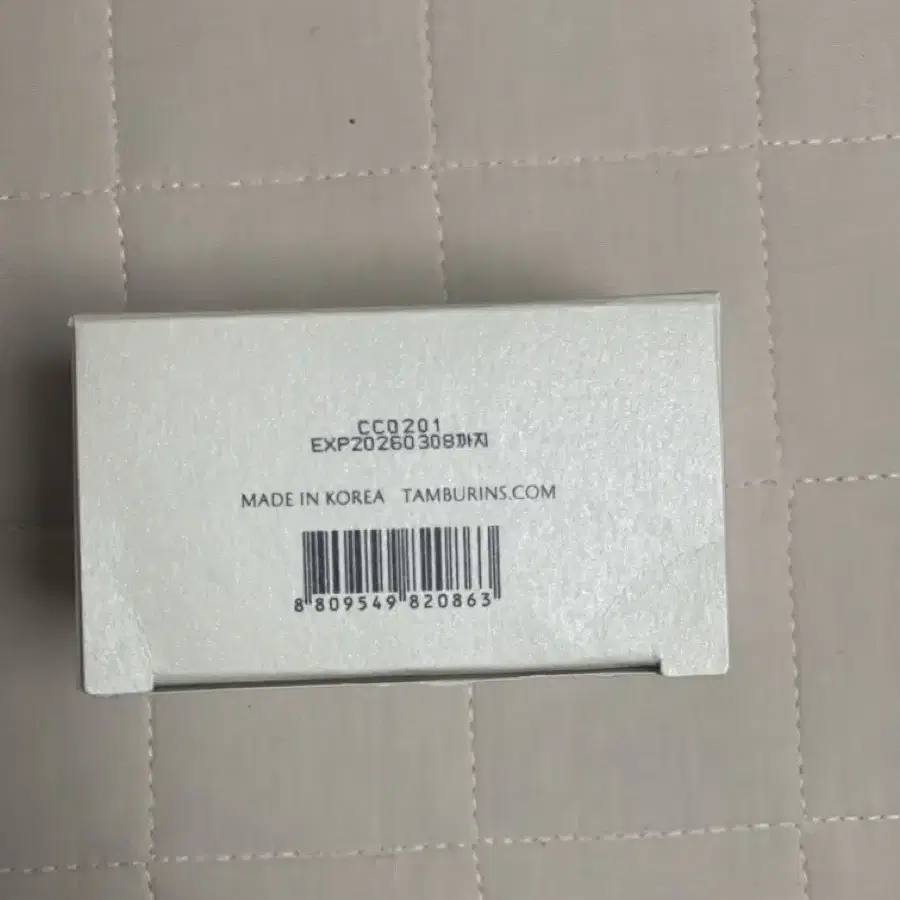 CC0201
EXP20260308까지
MADE IN KOREA TAMBURINS.COM
8 809549 820863